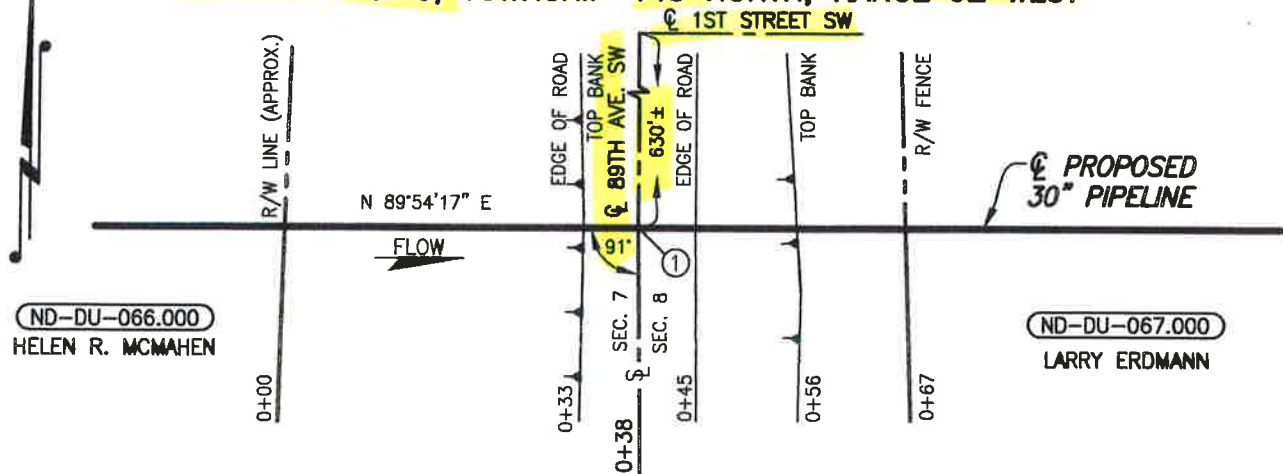 ℄ 1ST STREET SW
R/W LINE (APPROX.)
EDGE OF ROAD
TOP BANK
℄ 89TH AVE. SW
630'±
EDGE OF ROAD
TOP BANK
R/W FENCE
℄ PROPOSED
30" PIPELINE
N 89°54'17" E
FLOW
91°
1
ND-DU-066.000
HELEN R. MCMAHEN
SEC. 7
SEC. 8
ND-DU-067.000
LARRY ERDMANN
0+00
0+33
0+38
0+45
0+56
0+67